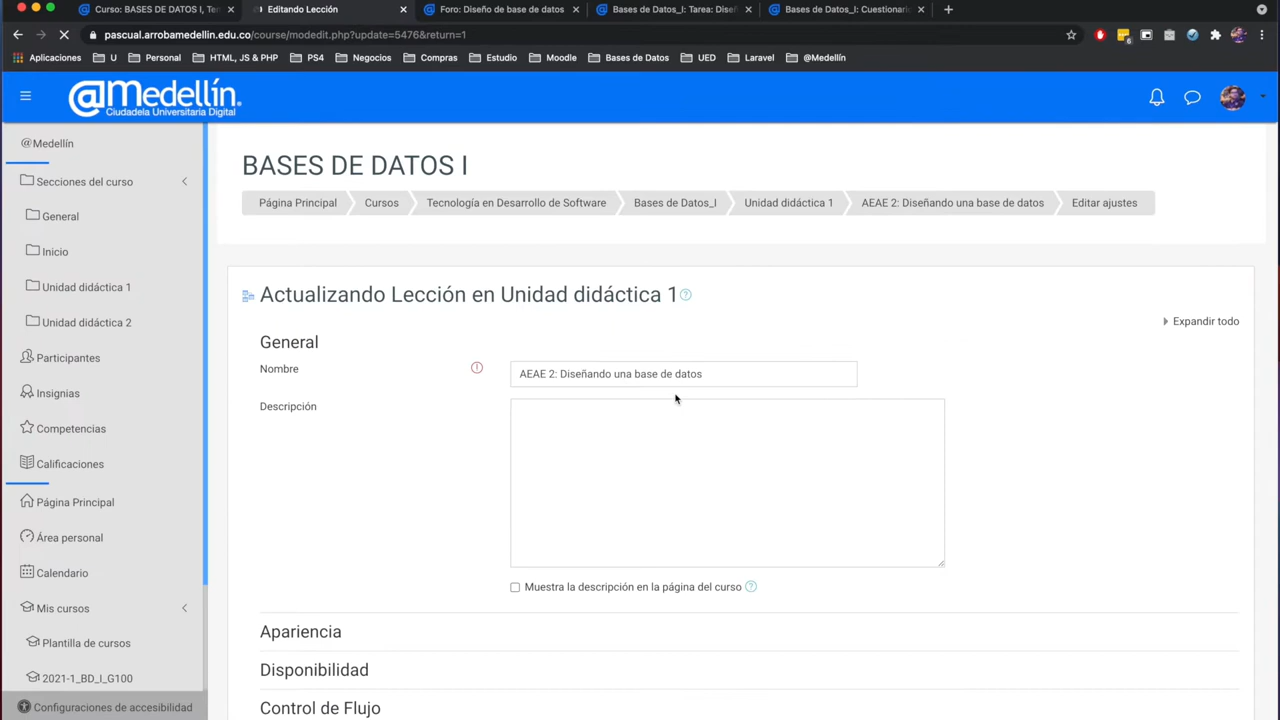 Curso: BASES DE DATOS I, Tem
Editando Lección
Foro: Diseño de base de datos
Bases de Datos_I: Tarea: Diseñ
Bases de Datos_I: Cuestionario
pascual.arrobamedellin.edu.co/course/modedit.php?update=5476&return=1
Aplicaciones
U
Personal
HTML, JS & PHP
PS4
Negocios
Compras
Estudio
Moodle
Bases de Datos
UED
Laravel
@Medellín
@Medellín.
Ciudadela Universitaria Digital
@Medellín
Secciones del curso
General
Inicio
Unidad didáctica 1
Unidad didáctica 2
Participantes
Insignias
Competencias
Calificaciones
Página Principal
Área personal
Calendario
Mis cursos
Plantilla de cursos
2021-1_BD_I_G100
Configuraciones de accesibilidad
BASES DE DATOS I
Página Principal
Cursos
Tecnología en Desarrollo de Software
Bases de Datos_I
Unidad didáctica 1
AEAE 2: Diseñando una base de datos
Editar ajustes
Actualizando Lección en Unidad didáctica 1
Expandir todo
General
Nombre
AEAE 2: Diseñando una base de datos
Descripción
Muestra la descripción en la página del curso
Apariencia
Disponibilidad
Control de Flujo